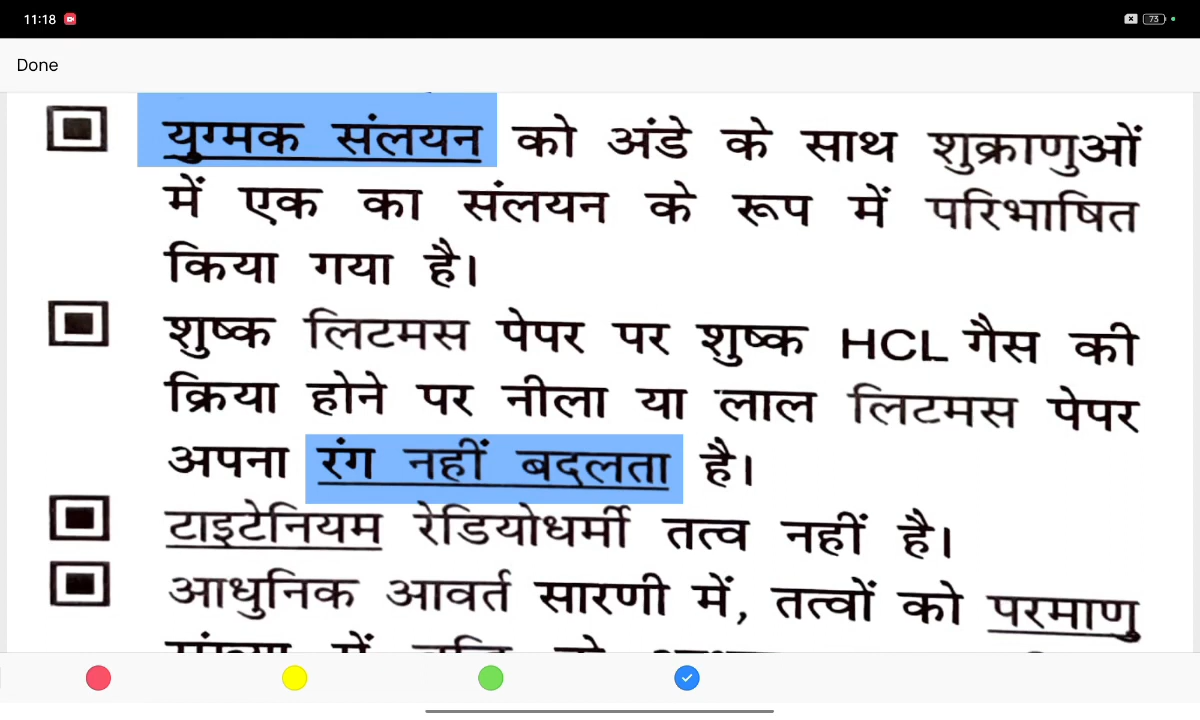 11:18
73
Done
युग्मक संलयन को अंडे के साथ शुक्राणुओं
में एक का संलयन के रूप में परिभाषित
किया गया है।
शुष्क लिटमस पेपर पर शुष्क HCL गैस की
क्रिया होने पर नीला या लाल लिटमस पेपर
अपना रंग नहीं बदलता है।
टाइटेनियम रेडियोधर्मी तत्व नहीं है।
आधुनिक आवर्त सारणी में, तत्वों को परमाणु